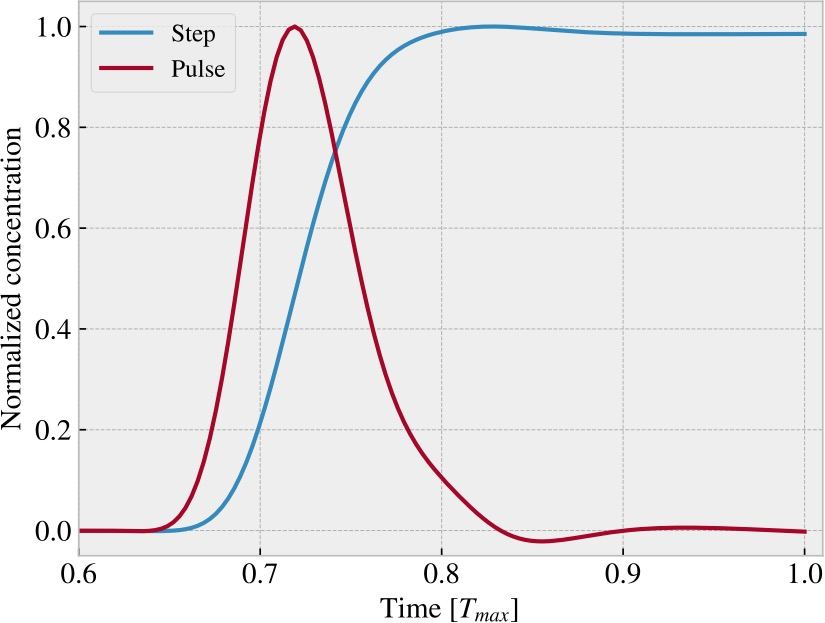 Step
Pulse
1.0
0.8
0.6
0.4
0.2
0.0
Normalized concentration
0.6 0.7 0.8 0.9 1.0
Time [Tmax]